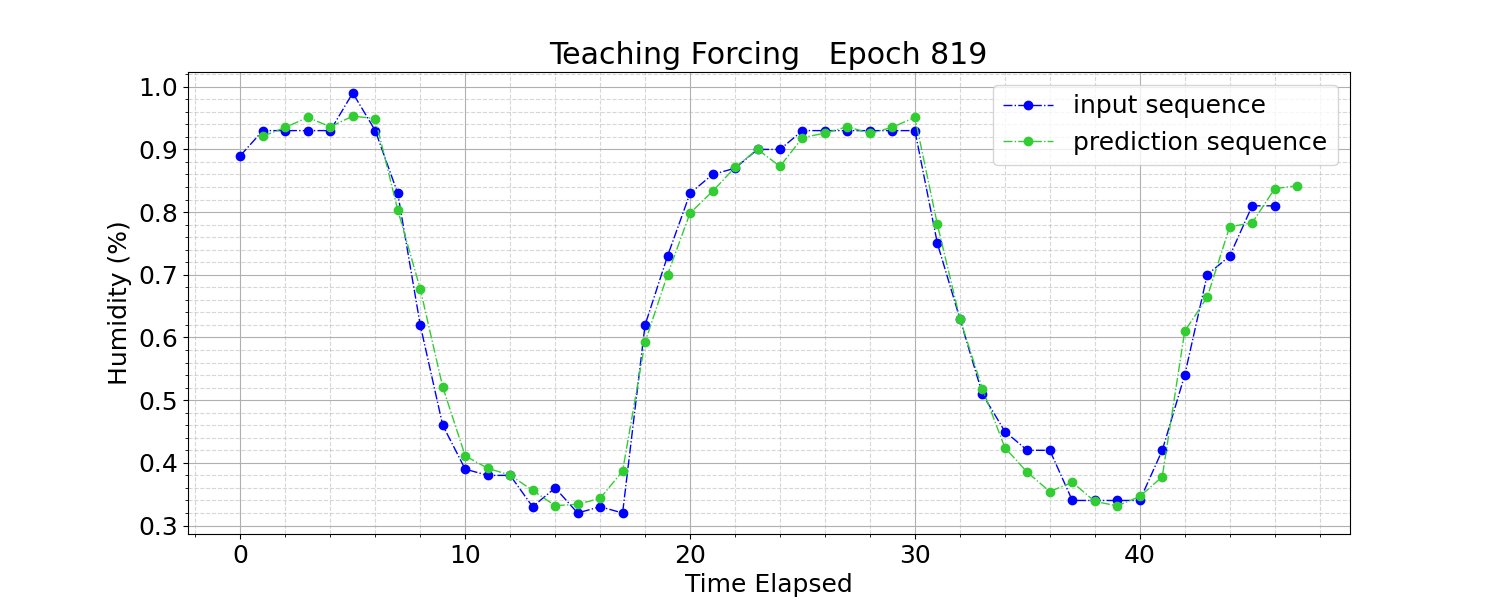 Teaching Forcing   Epoch 819
input sequence
prediction sequence
Humidity (%)
1.0
0.9
0.8
0.7
0.6
0.5
0.4
0.3
0 10 20 30 40
Time Elapsed